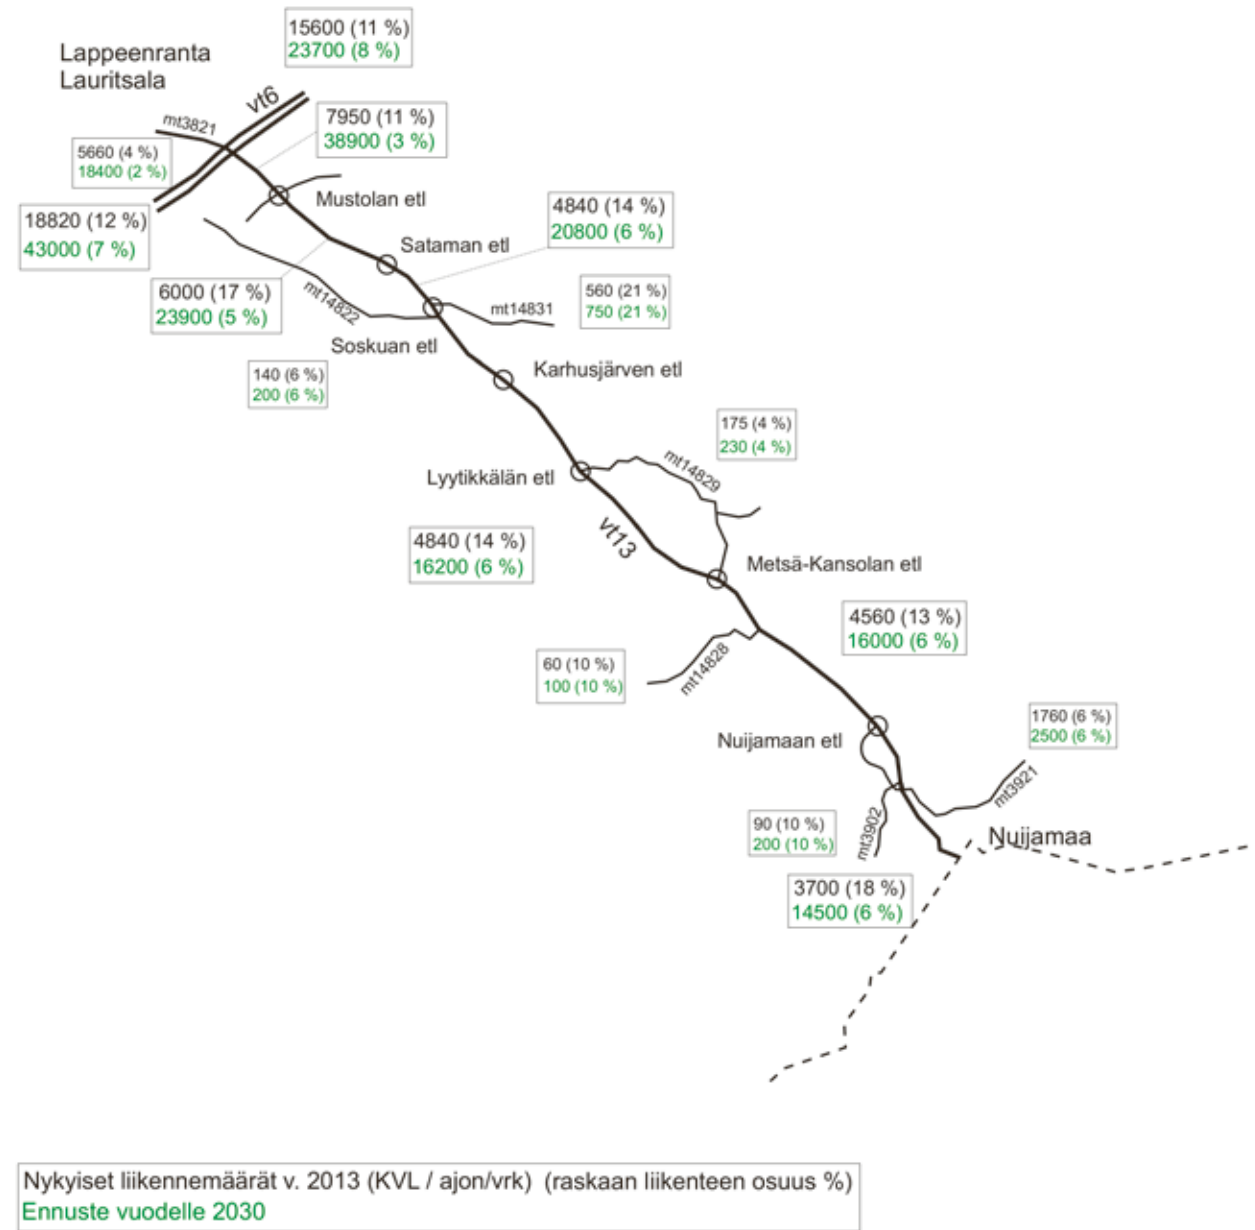 15600 (11 %)
23700 (8 %)
Lappeenranta
Lauritsala
vt6
mt3821
7950 (11 %)
38900 (3 %)
5660 (4 %)
18400 (2 %)
Mustolan etl
18820 (12 %)
43000 (7 %)
4840 (14 %)
20800 (6 %)
Sataman etl
6000 (17 %)
23900 (5 %)
mt14822
mt14831
560 (21 %)
750 (21 %)
Soskuan etl
140 (6 %)
200 (6 %)
Karhusjärven etl
175 (4 %)
230 (4 %)
mt14829
Lyytikkälän etl
vt13
4840 (14 %)
16200 (6 %)
Metsä-Kansolan etl
4560 (13 %)
16000 (6 %)
60 (10 %)
100 (10 %)
mt14828
Nuijamaan etl
1760 (6 %)
2500 (6 %)
mt3921
90 (10 %)
200 (10 %)
mt3902
Nuijamaa
3700 (18 %)
14500 (6 %)
Nykyiset liikennemäärät v. 2013 (KVL / ajon/vrk) (raskaan liikenteen osuus %)
Ennuste vuodelle 2030